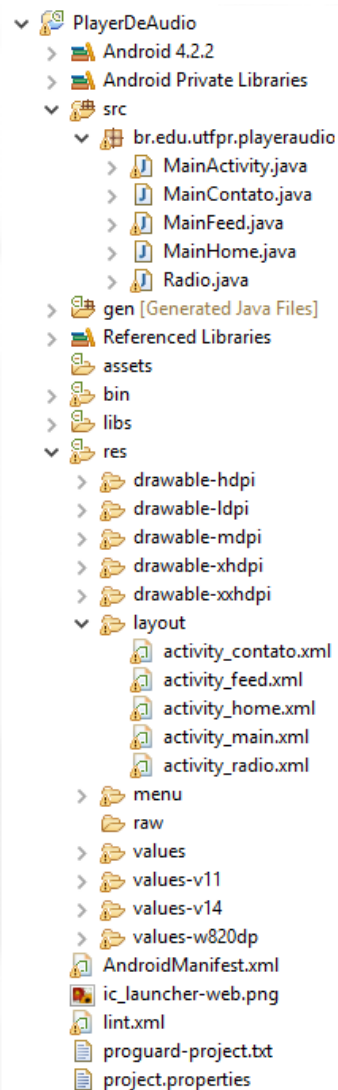 PlayerDeAudio
Android 4.2.2
Android Private Libraries
src
br.edu.utfpr.playeraudio
MainActivity.java
MainContato.java
MainFeed.java
MainHome.java
Radio.java
gen [Generated Java Files]
Referenced Libraries
assets
bin
libs
res
drawable-hdpi
drawable-ldpi
drawable-mdpi
drawable-xhdpi
drawable-xxhdpi
layout
activity_contato.xml
activity_feed.xml
activity_home.xml
activity_main.xml
activity_radio.xml
menu
raw
values
values-v11
values-v14
values-w820dp
AndroidManifest.xml
ic_launcher-web.png
lint.xml
proguard-project.txt
project.properties